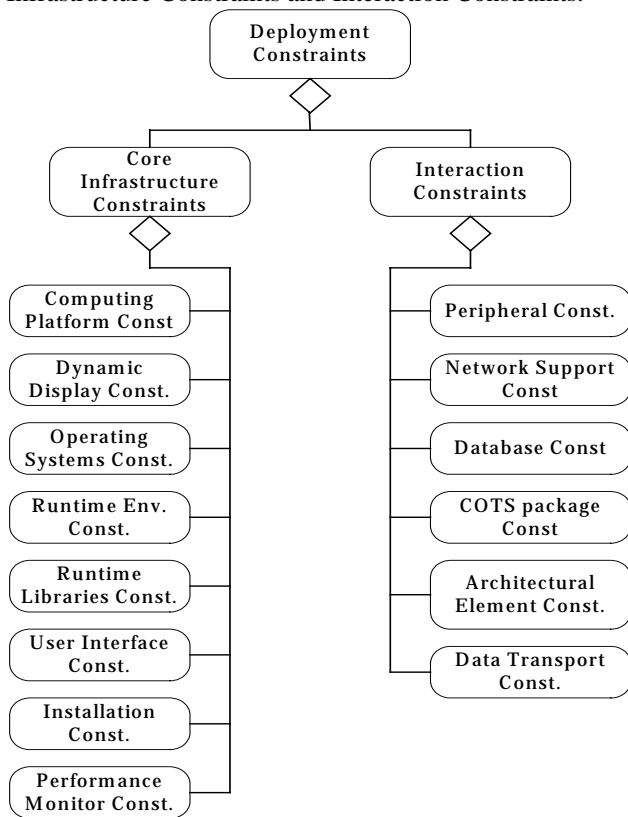 Infrastructure Constraints and Interaction Constraints.
Deployment
Constraints
Core
Infrastructure
Constraints
Interaction
Constraints
Computing
Platform Const
Dynamic
Display Const.
Operating
Systems Const.
Runtime Env.
Const.
Runtime
Libraries Const.
User Interface
Const.
Installation
Const.
Performance
Monitor Const.
Peripheral Const.
Network Support
Const
Database Const
COTS package
Const
Architectural
Element Const.
Data Transport
Const.